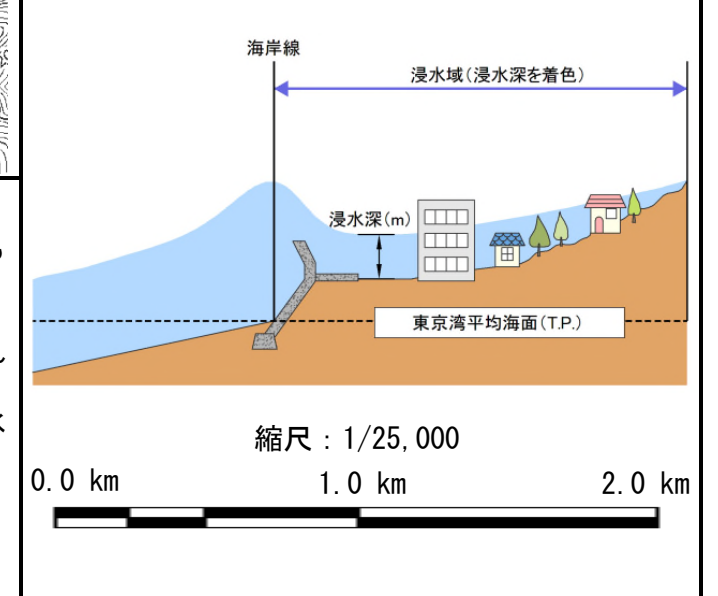 海岸線
浸水域(浸水深を着色)
浸水深(m)
東京湾平均海面(T.P.)
縮尺：1/25,000
0.0 km 1.0 km 2.0 km